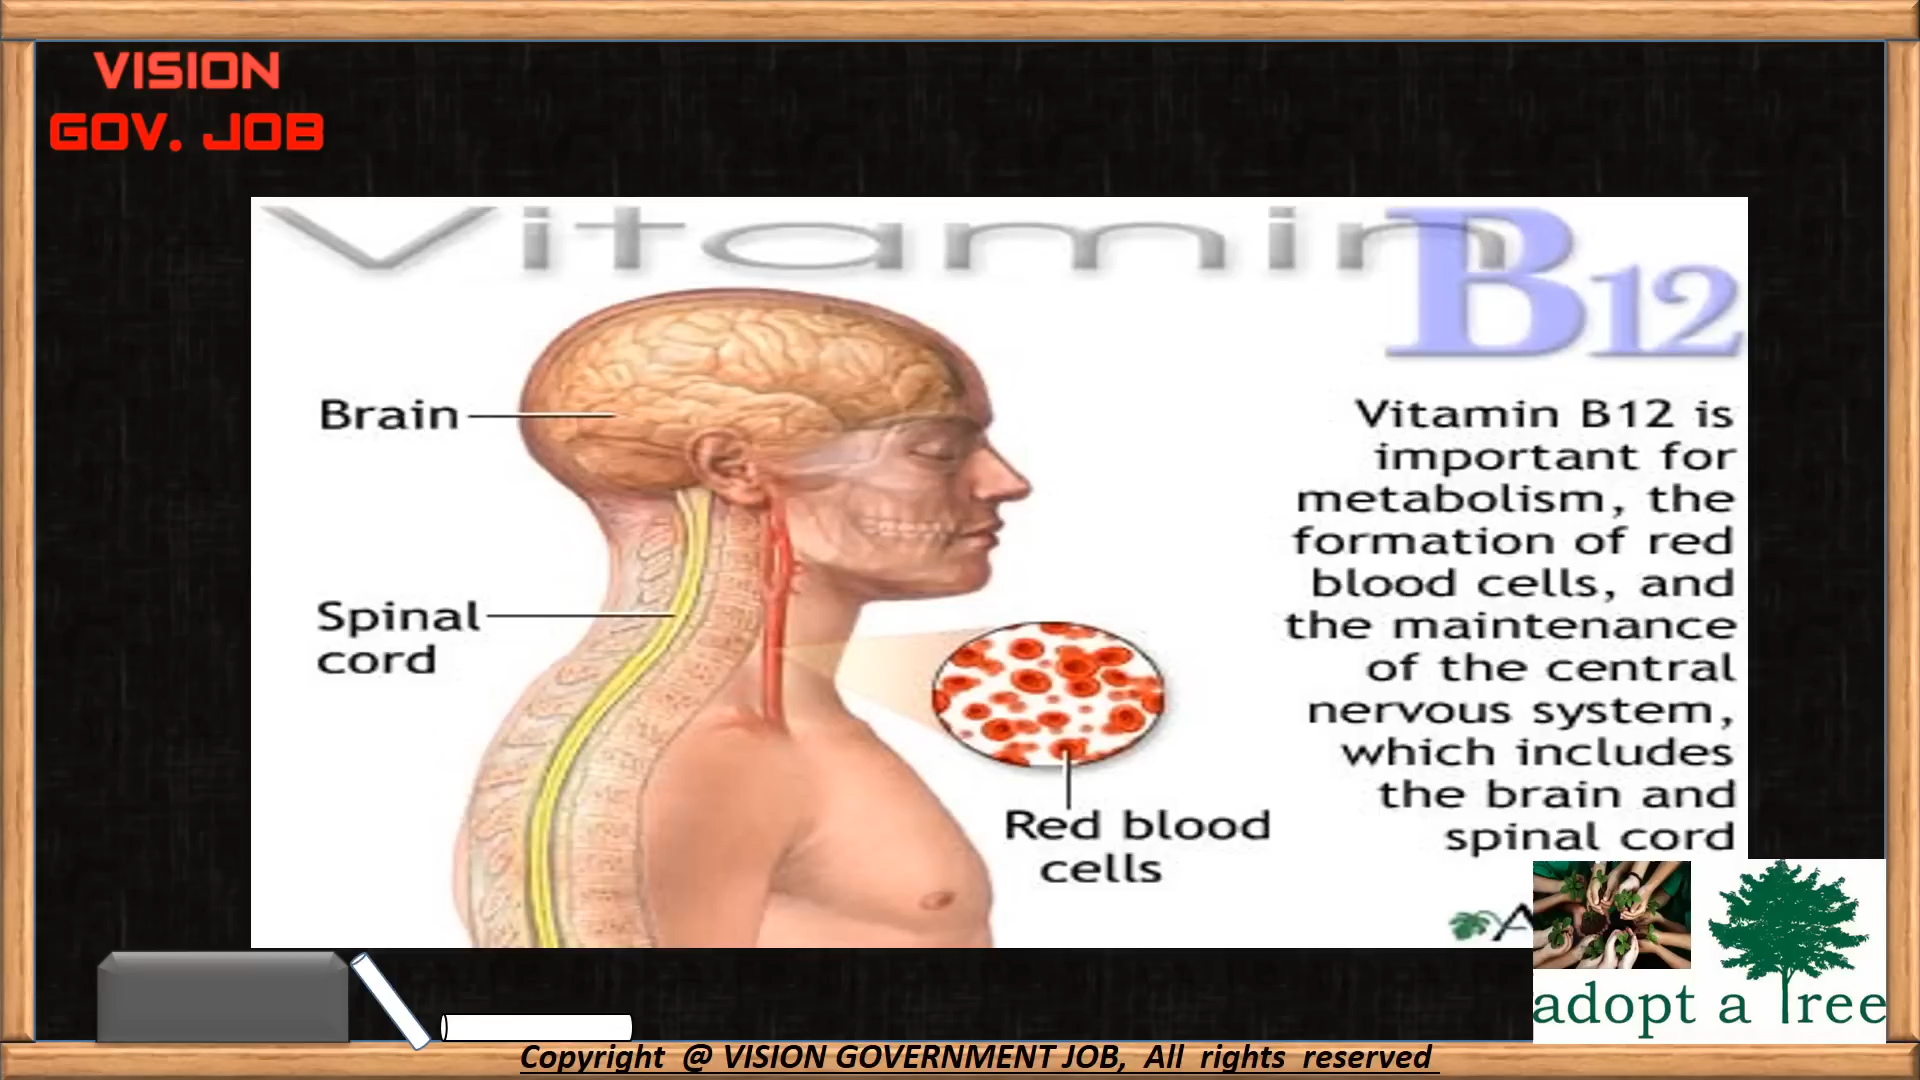 VISION
GOV. JOB
Vitamin B12
Brain
Spinal
cord
Red blood
cells
Vitamin B12 is
important for
metabolism, the
formation of red
blood cells, and
the maintenance
of the central
nervous system,
which includes
the brain and
spinal cord
A
adopt a Tree
Copyright @ VISION GOVERNMENT JOB, All rights reserved